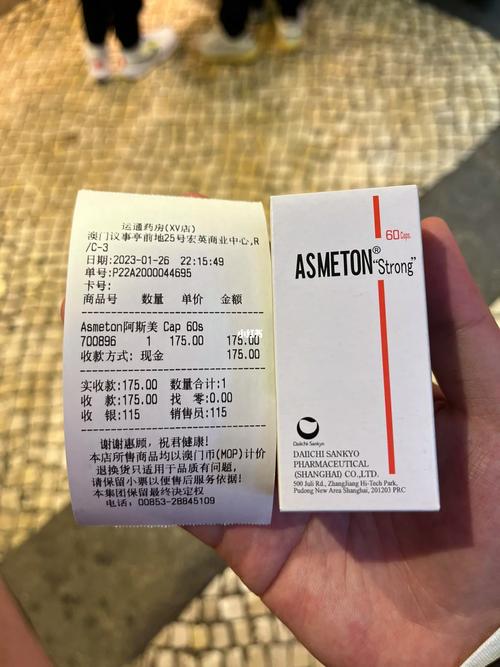 运通药房(XV店)
澳门议事亭前地25号宏英商业中心,R
/C-3
日期:2023-01-26 22:15:49
单号:P22A2000044695
卡号:
商品号 数量 单价 金额
Asmeton阿斯美 Cap 60s
700896 1 175.00 175.00
收款方式: 现金 175.00
实收款:175.00 数量合计:1
收 款:175.00 找 零:0.00
收 银:115 销售员:115
谢谢惠顾，祝君健康!
本店所售商品均以澳门币(MOP)计价
退换货只适用于品质有问题,
请保留小票以便售后服务依据!
本集团保留最终决定权
电话: 00853-28845109
小红书
60Caps.
ASMETON® "Strong"
Daiichi-Sankyo
DAIICHI SANKYO
PHARMACEUTICAL
(SHANGHAI) CO.,LTD.
500 Juli Rd., ZhangJiang Hi-Tech Park,
Pudong New Area Shanghai, 201203 PRC